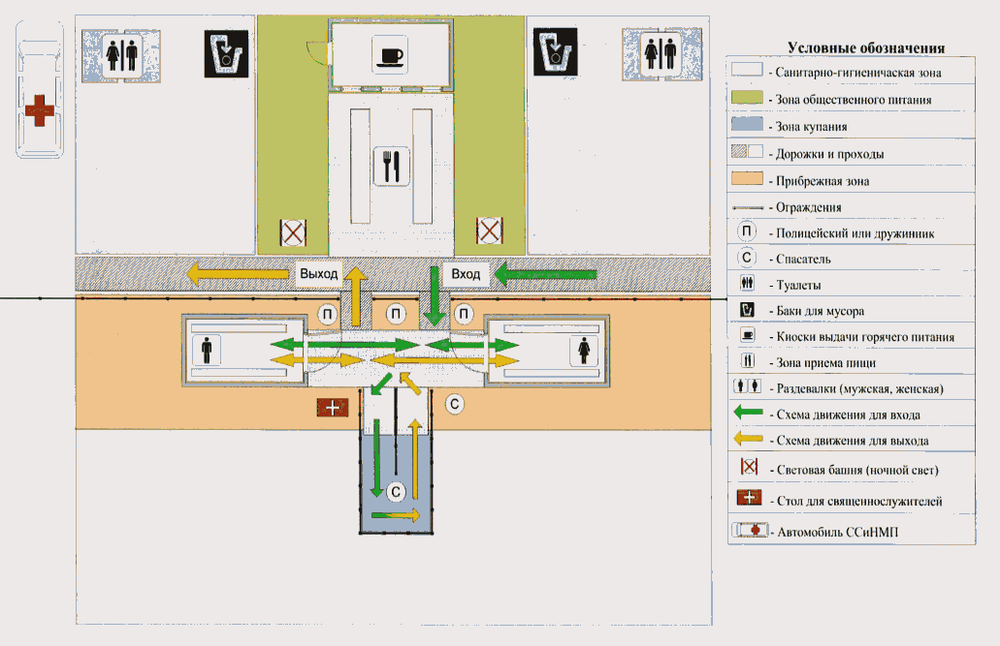 Условные обозначения
- Санитарно-гигиеничаская зона
- Зона общественного питания
- Зона купания
- Дорожки и проходы
- Прибрежная зона
- Ограждения
П - Полицейский или дружинник
С - Спасатель
- Туалеты
- Баки для мусора
- Киоски выдачи горячего питания
- Зона приема пищи
- Раздевалки (мужская, женская)
- Схема движения для входа
- Схема движения для выхода
- Световая башня (ночной свет)
- Стол для священнослужителей
- Автомобиль ССиНМП
Выход
Вход
П
П
П
С
С